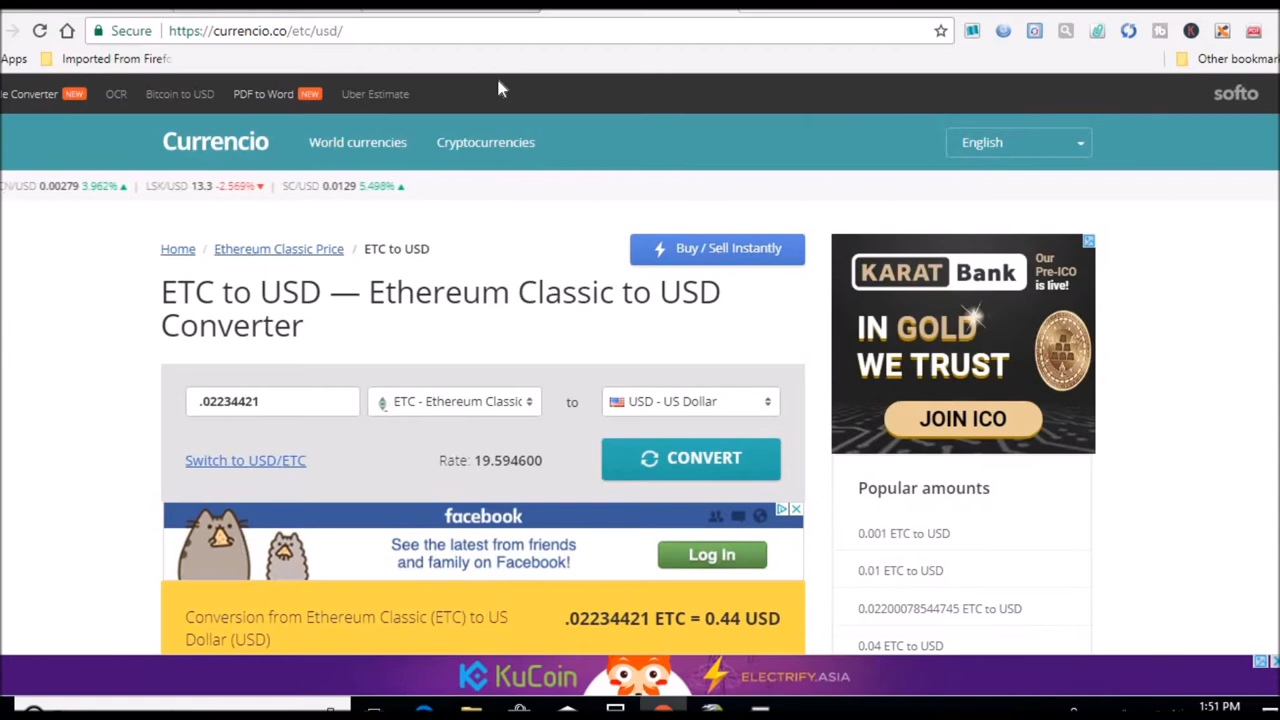 Secure | https://currencio.co/etc/usd/
Apps Imported From Firef Other bookmar
le Converter NEW OCR Bitcoin to USD PDF to Word NEW Uber Estimate softo
Currencio World currencies Cryptocurrencies English
/USD 0.00279 3.962% LSK/USD 13.3 -2.569% SC/USD 0.0129 5.498%
Home / Ethereum Classic Price / ETC to USD
Buy / Sell Instantly
ETC to USD — Ethereum Classic to USD
Converter
.02234421 ETC - Ethereum Classic to USD - US Dollar
Switch to USD/ETC Rate: 19.594600 CONVERT
facebook
See the latest from friends
and family on Facebook!
Log In
Conversion from Ethereum Classic (ETC) to US
Dollar (USD)
.02234421 ETC = 0.44 USD
KARAT Bank
Our
Pre-ICO
is live!
IN GOLD
WE TRUST
JOIN ICO
Popular amounts
0.001 ETC to USD
0.01 ETC to USD
0.02200078544745 ETC to USD
0.04 ETC to USD
KuCoin ELECTRIFY.ASIA
1:51 PM